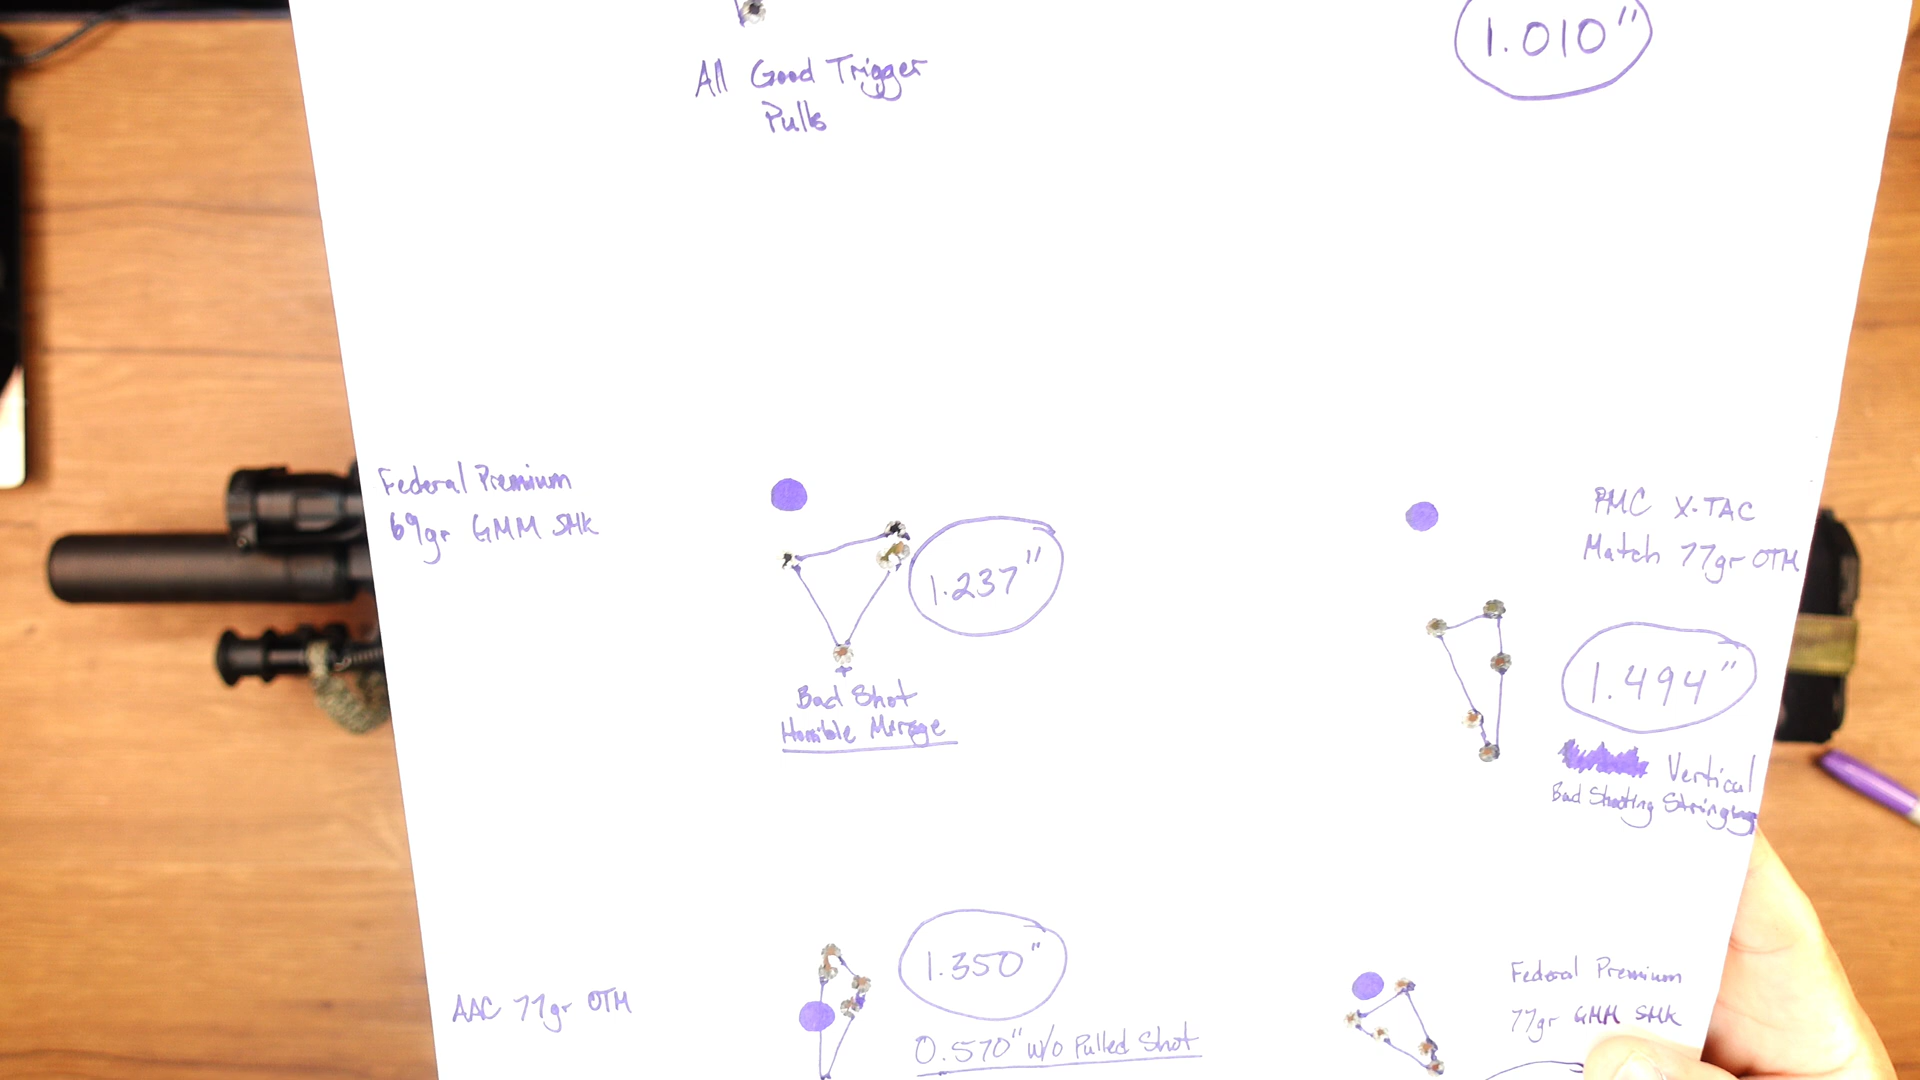 1.010"
All Good Trigger
Pulls
Federal Premium
69gr GMM SMK
1.237"
Bad Shot
Horrible Mirage
PMC X-TAC
Match 77gr OTM
1.494"
Vertical
Bad Shooting Stringing
AAC 77gr OTM
1.350"
0.570" w/o Pulled Shot
Federal Premium
77gr GMM SMK